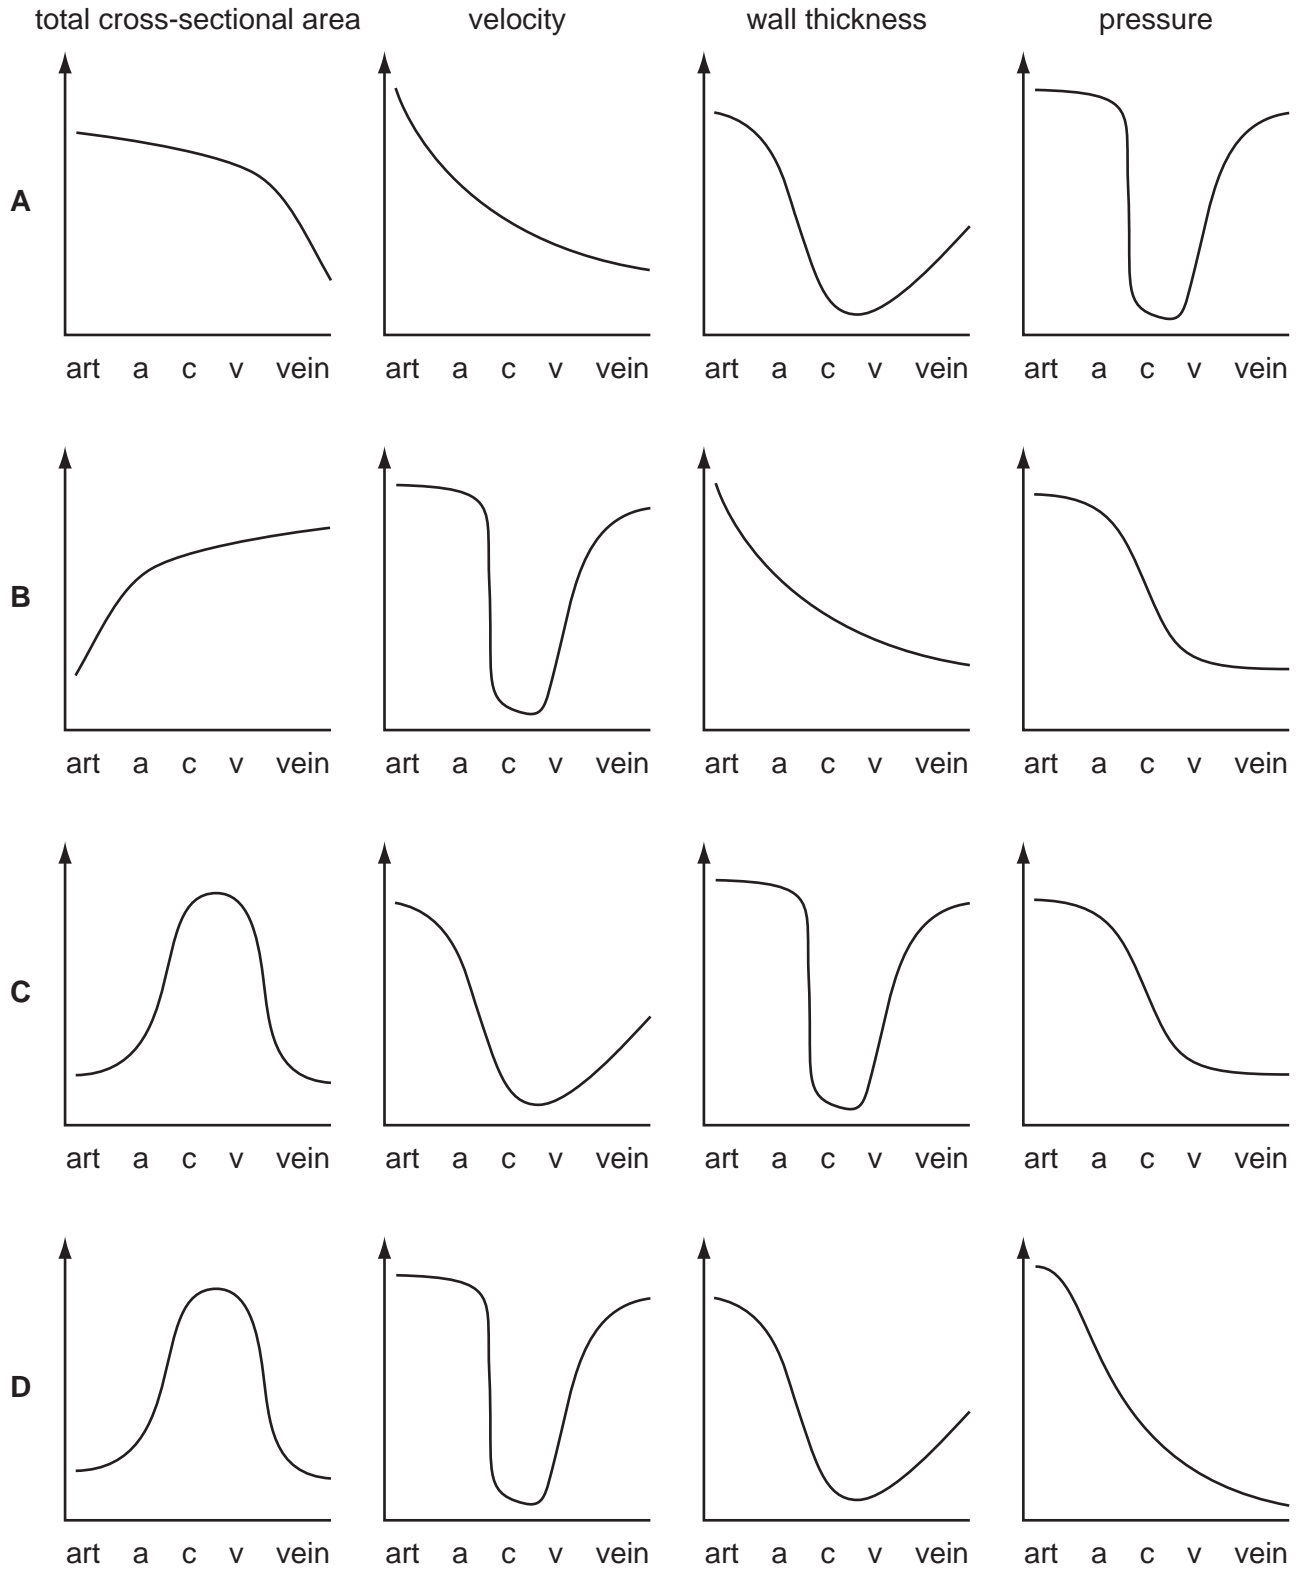 total cross-sectional area velocity wall thickness pressure
A
art a c v vein art a c v vein art a c v vein art a c v vein
B
art a c v vein art a c v vein art a c v vein art a c v vein
C
art a c v vein art a c v vein art a c v vein art a c v vein
D
art a c v vein art a c v vein art a c v vein art a c v vein